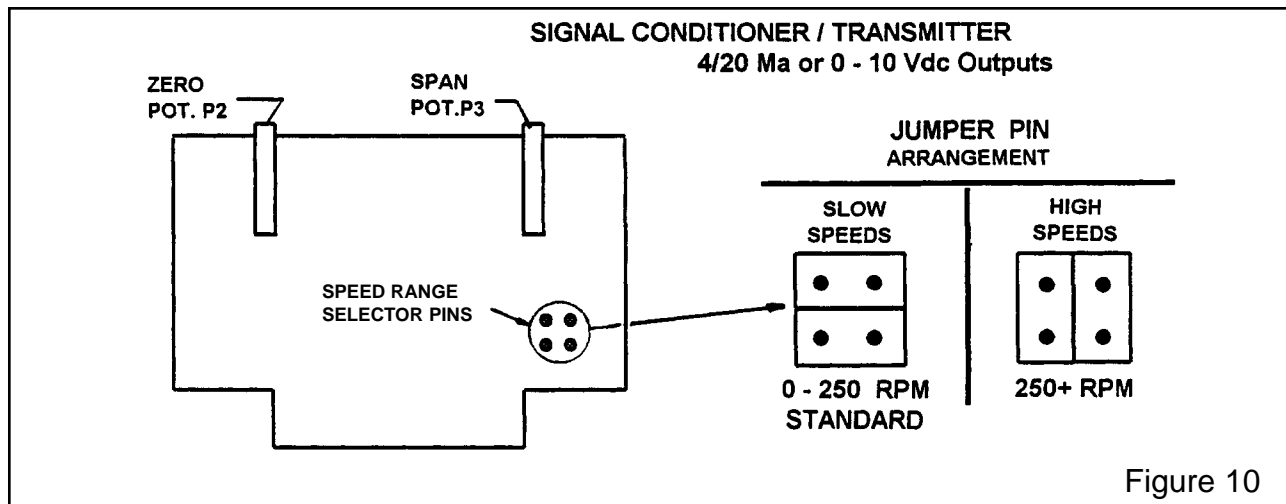 SIGNAL CONDITIONER / TRANSMITTER
4/20 Ma or 0 - 10 Vdc Outputs
ZERO
POT. P2
SPAN
POT.P3
JUMPER PIN
ARRANGEMENT
SLOW
SPEEDS
HIGH
SPEEDS
SPEED RANGE
SELECTOR PINS
0 - 250 RPM
STANDARD
250+ RPM
Figure 10